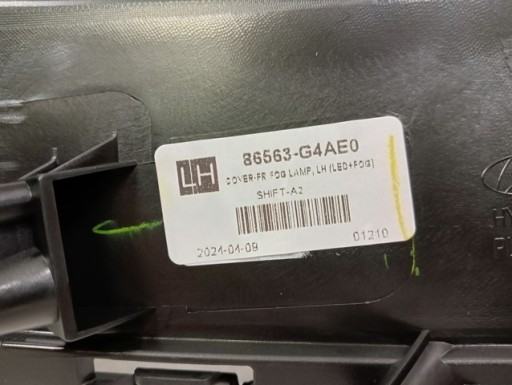 LH
86563-G4AE0
COVER-FR FOG LAMP, LH (LED+FOG)
SHIFT-A2
2024-04-09
01210